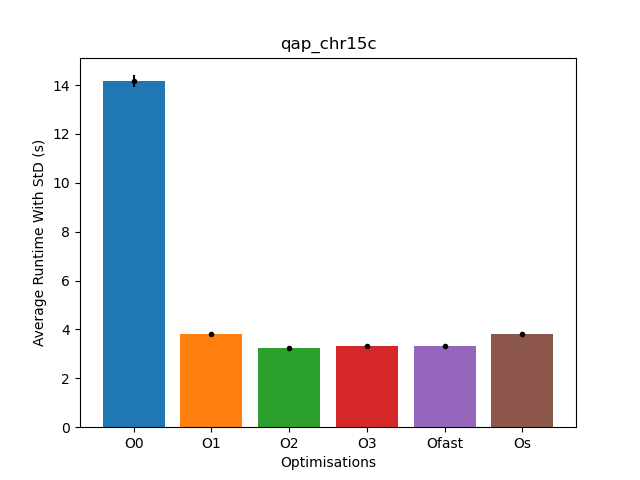 qap_chr15c
Average Runtime With StD (s)
14
12
10
8
6
4
2
0
O0 O1 O2 O3 Ofast Os
Optimisations